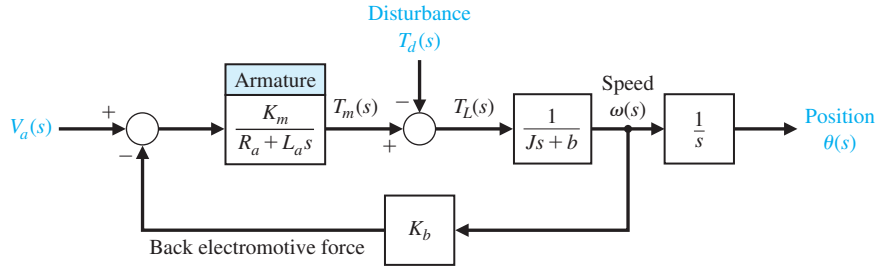 Disturbance
T_d(s)
Armature
Speed
ω(s)
V_a(s)
+
−
K_m
R_a + L_a s
T_m(s)
−
+
T_L(s)
1
Js + b
1
s
Position
θ(s)
K_b
Back electromotive force